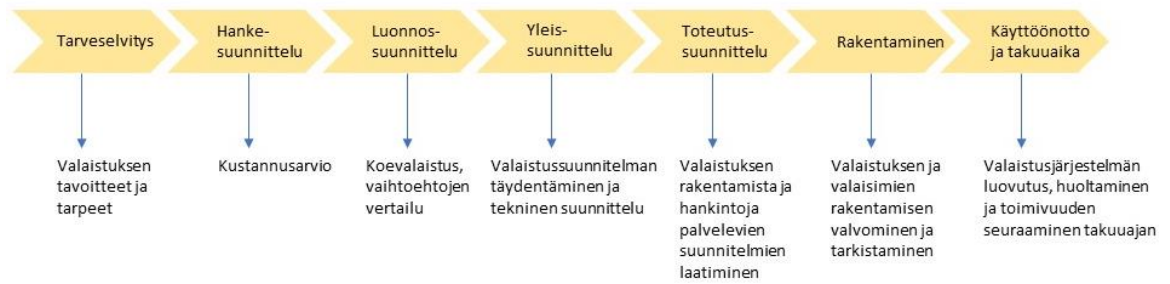 Tarveselvitys
Hanke-
suunnittelu
Luonnos-
suunnittelu
Yleis-
suunnittelu
Toteutus-
suunnittelu
Rakentaminen
Käyttöönotto
ja takuuaika
Valaistuksen
tavoitteet ja
tarpeet
Kustannusarvio
Koevalaistus,
vaihtoehtojen
vertailu
Valaistussuunnitelman
täydentäminen ja
tekninen suunnittelu
Valaistuksen
rakentamista ja
hankintoja
palvelevien
suunnitelmien
laatiminen
Valaistuksen ja
valaisimien
rakentamisen
valvominen ja
tarkistaminen
Valaistusjärjestelmän
luovutus, huoltaminen
ja toimivuuden
seuraaminen takuuajan